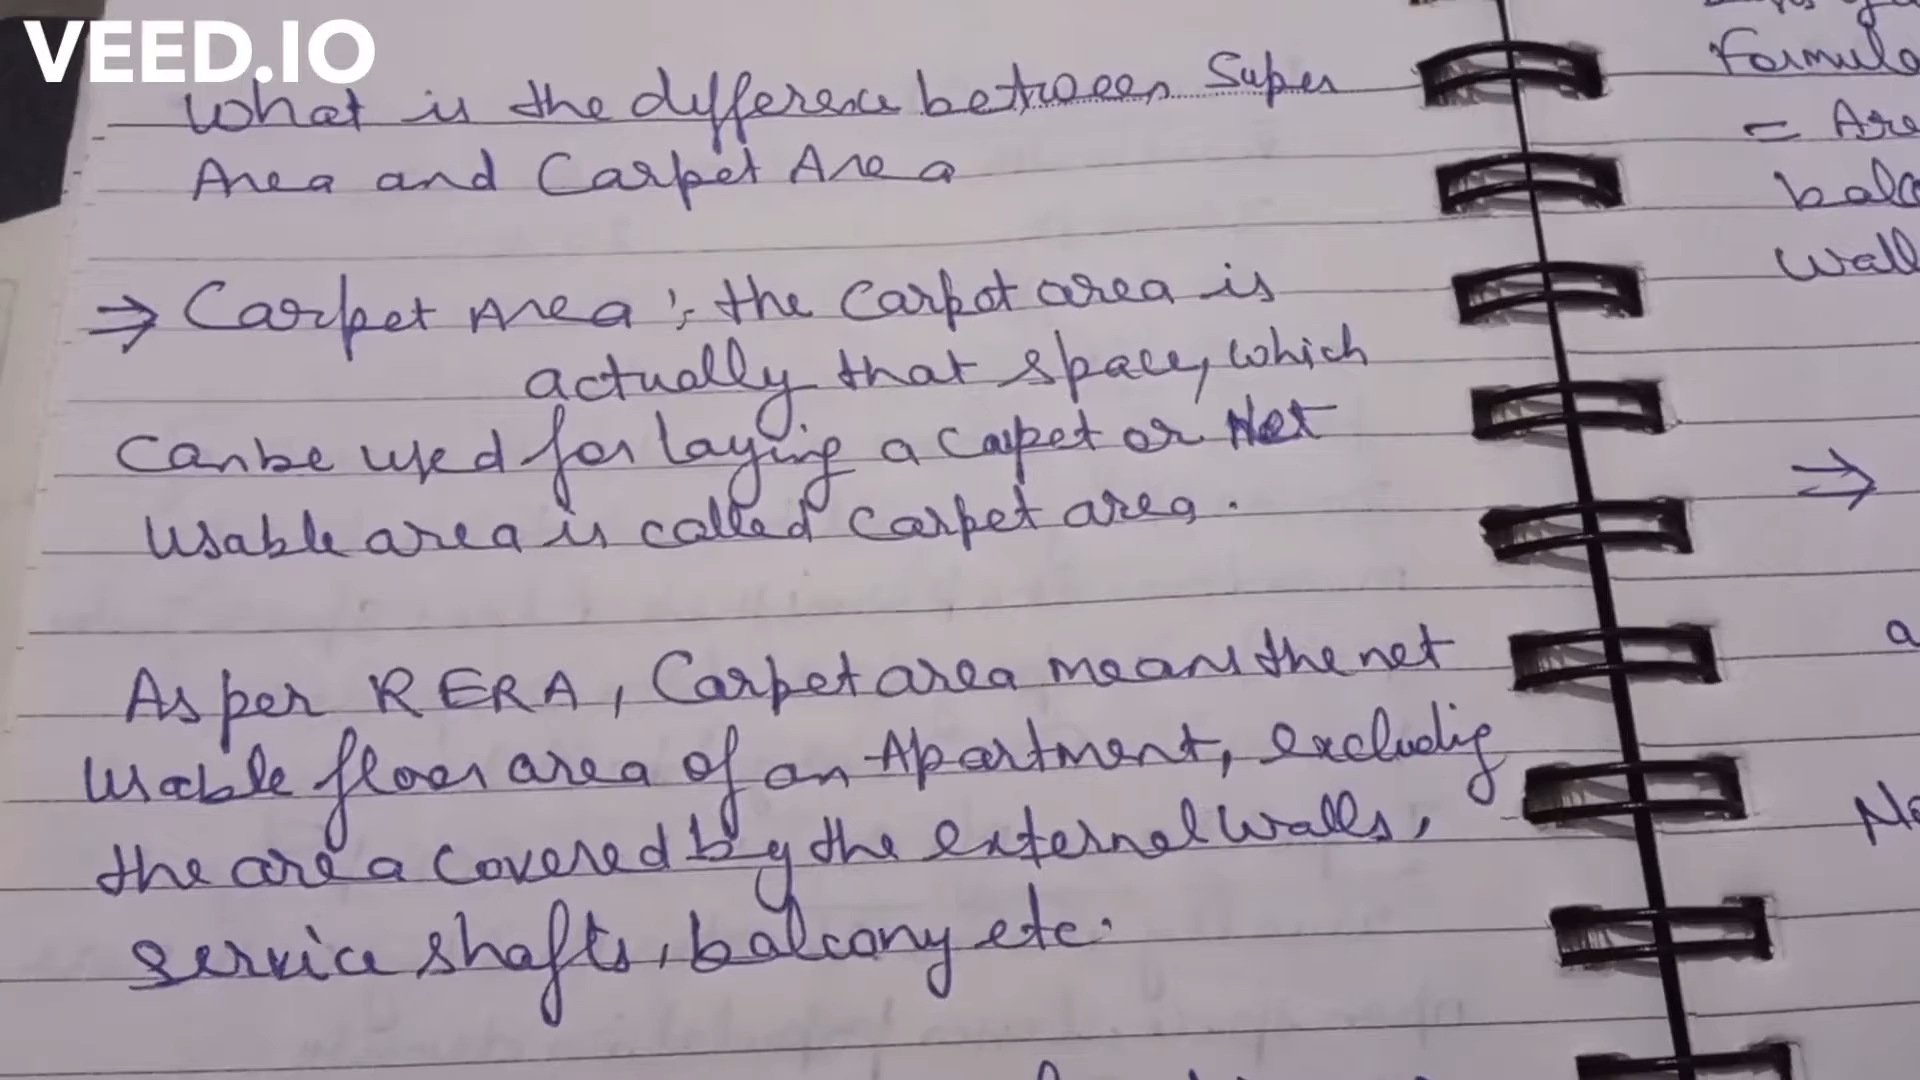 VEED.IO
What is the difference between Super
Area and Carpet Area
⇒ Carpet Area :- the Carpet area is
actually that space, which
can be used for laying a carpet or Net
Usable area is called carpet area.
As per RERA, Carpet area means the net
Usable floor area of an Apartment, excluding
the area covered by the external walls,
service shafts, balcony etc.
Formula
= Are
balc
Wall
⇒
a